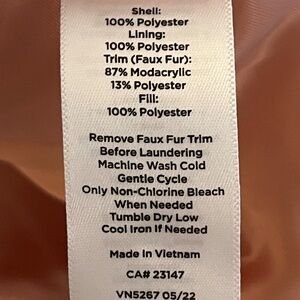 Shell:
100% Polyester
Lining:
100% Polyester
Trim (Faux Fur):
87% Modacrylic
13% Polyester
Fill:
100% Polyester
Remove Faux Fur Trim
Before Laundering
Machine Wash Cold
Gentle Cycle
Only Non-Chlorine Bleach
When Needed
Tumble Dry Low
Cool Iron If Needed
Made In Vietnam
CA# 23147
VN5267 05/22